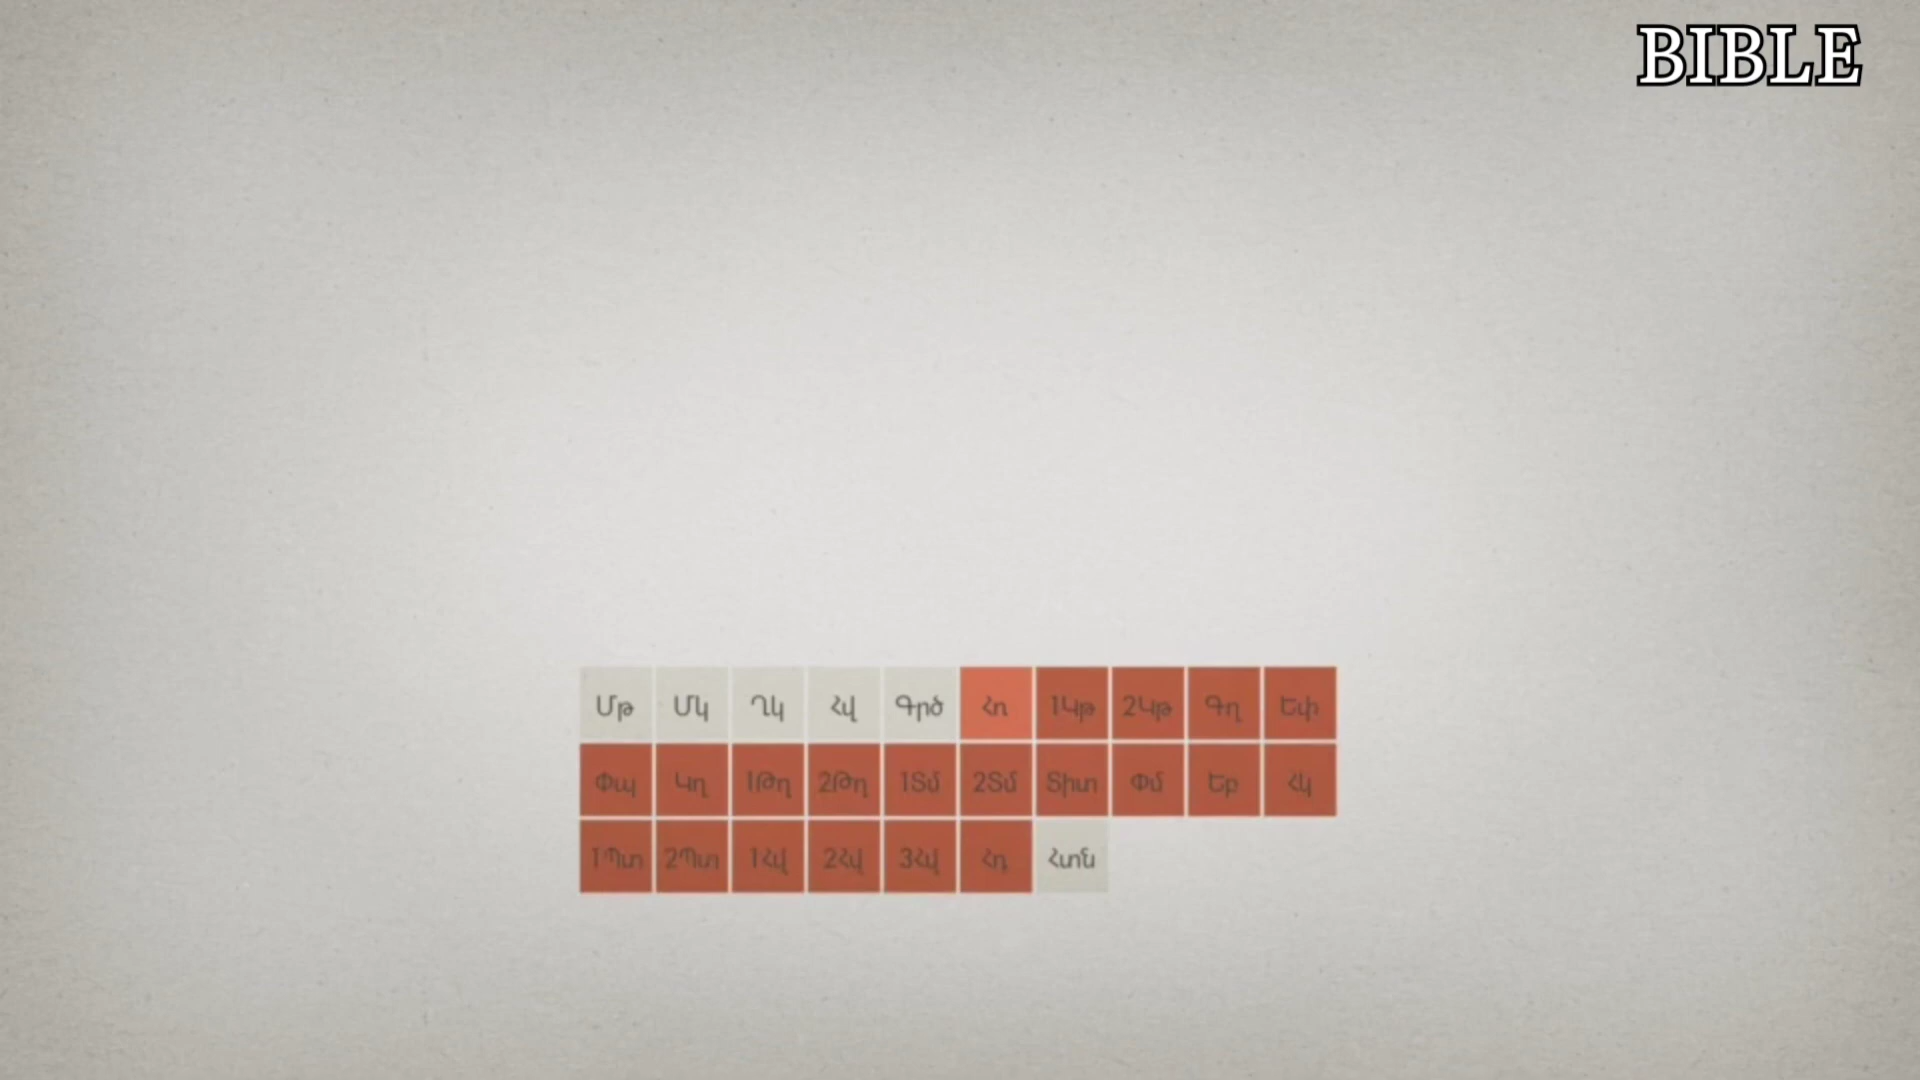 BIBLE
Մթ Մկ Ղկ Հվ Գրծ Հռ 1Կթ 2Կթ Գղ Եփ
Փպ Կղ 1Թղ 2Թղ 1Տմ 2Տմ Տիտ Փմ Եբ Հկ
1Պտ 2Պտ 1Հվ 2Հվ 3Հվ Հդ Հտն